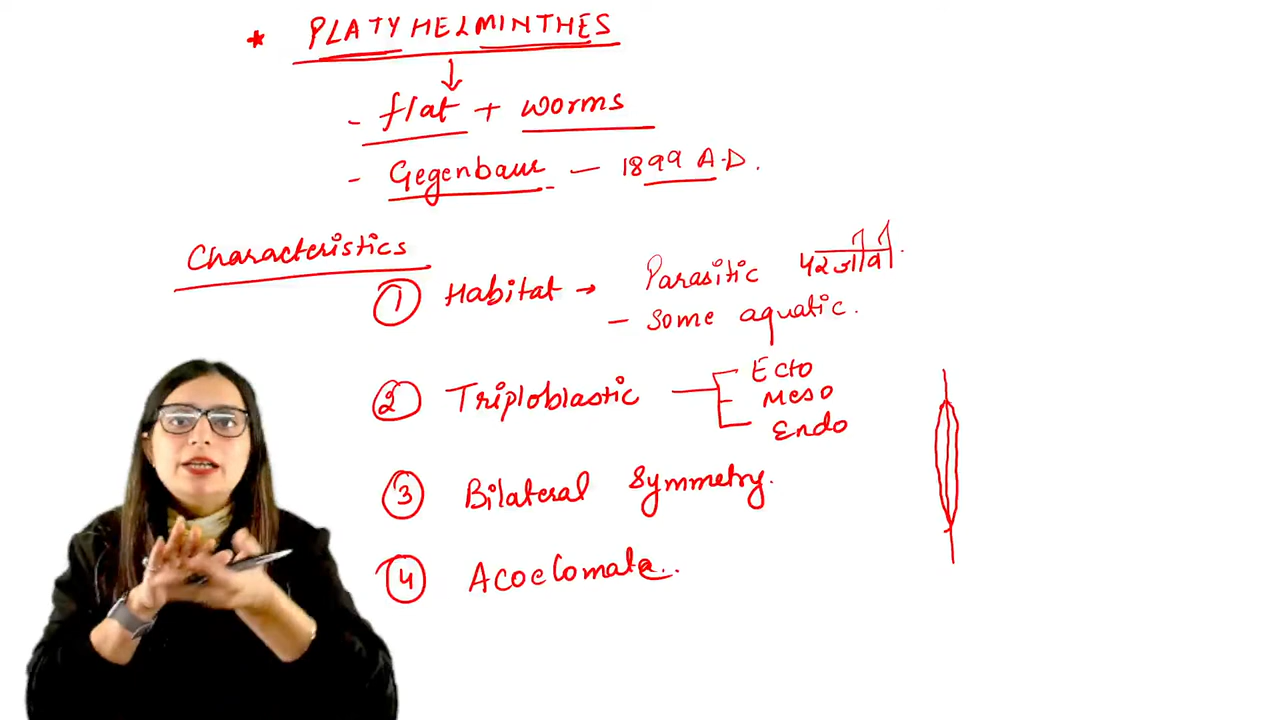 * PLATYHELMINTHES
- flat + worms
- Gegenbaur — 1899 A.D.
Characteristics
① Habitat → Parasitic परजीवी
- Some aquatic.
② Triploblastic Ecto
Meso
Endo
③ Bilateral Symmetry.
④ Acoelomate..